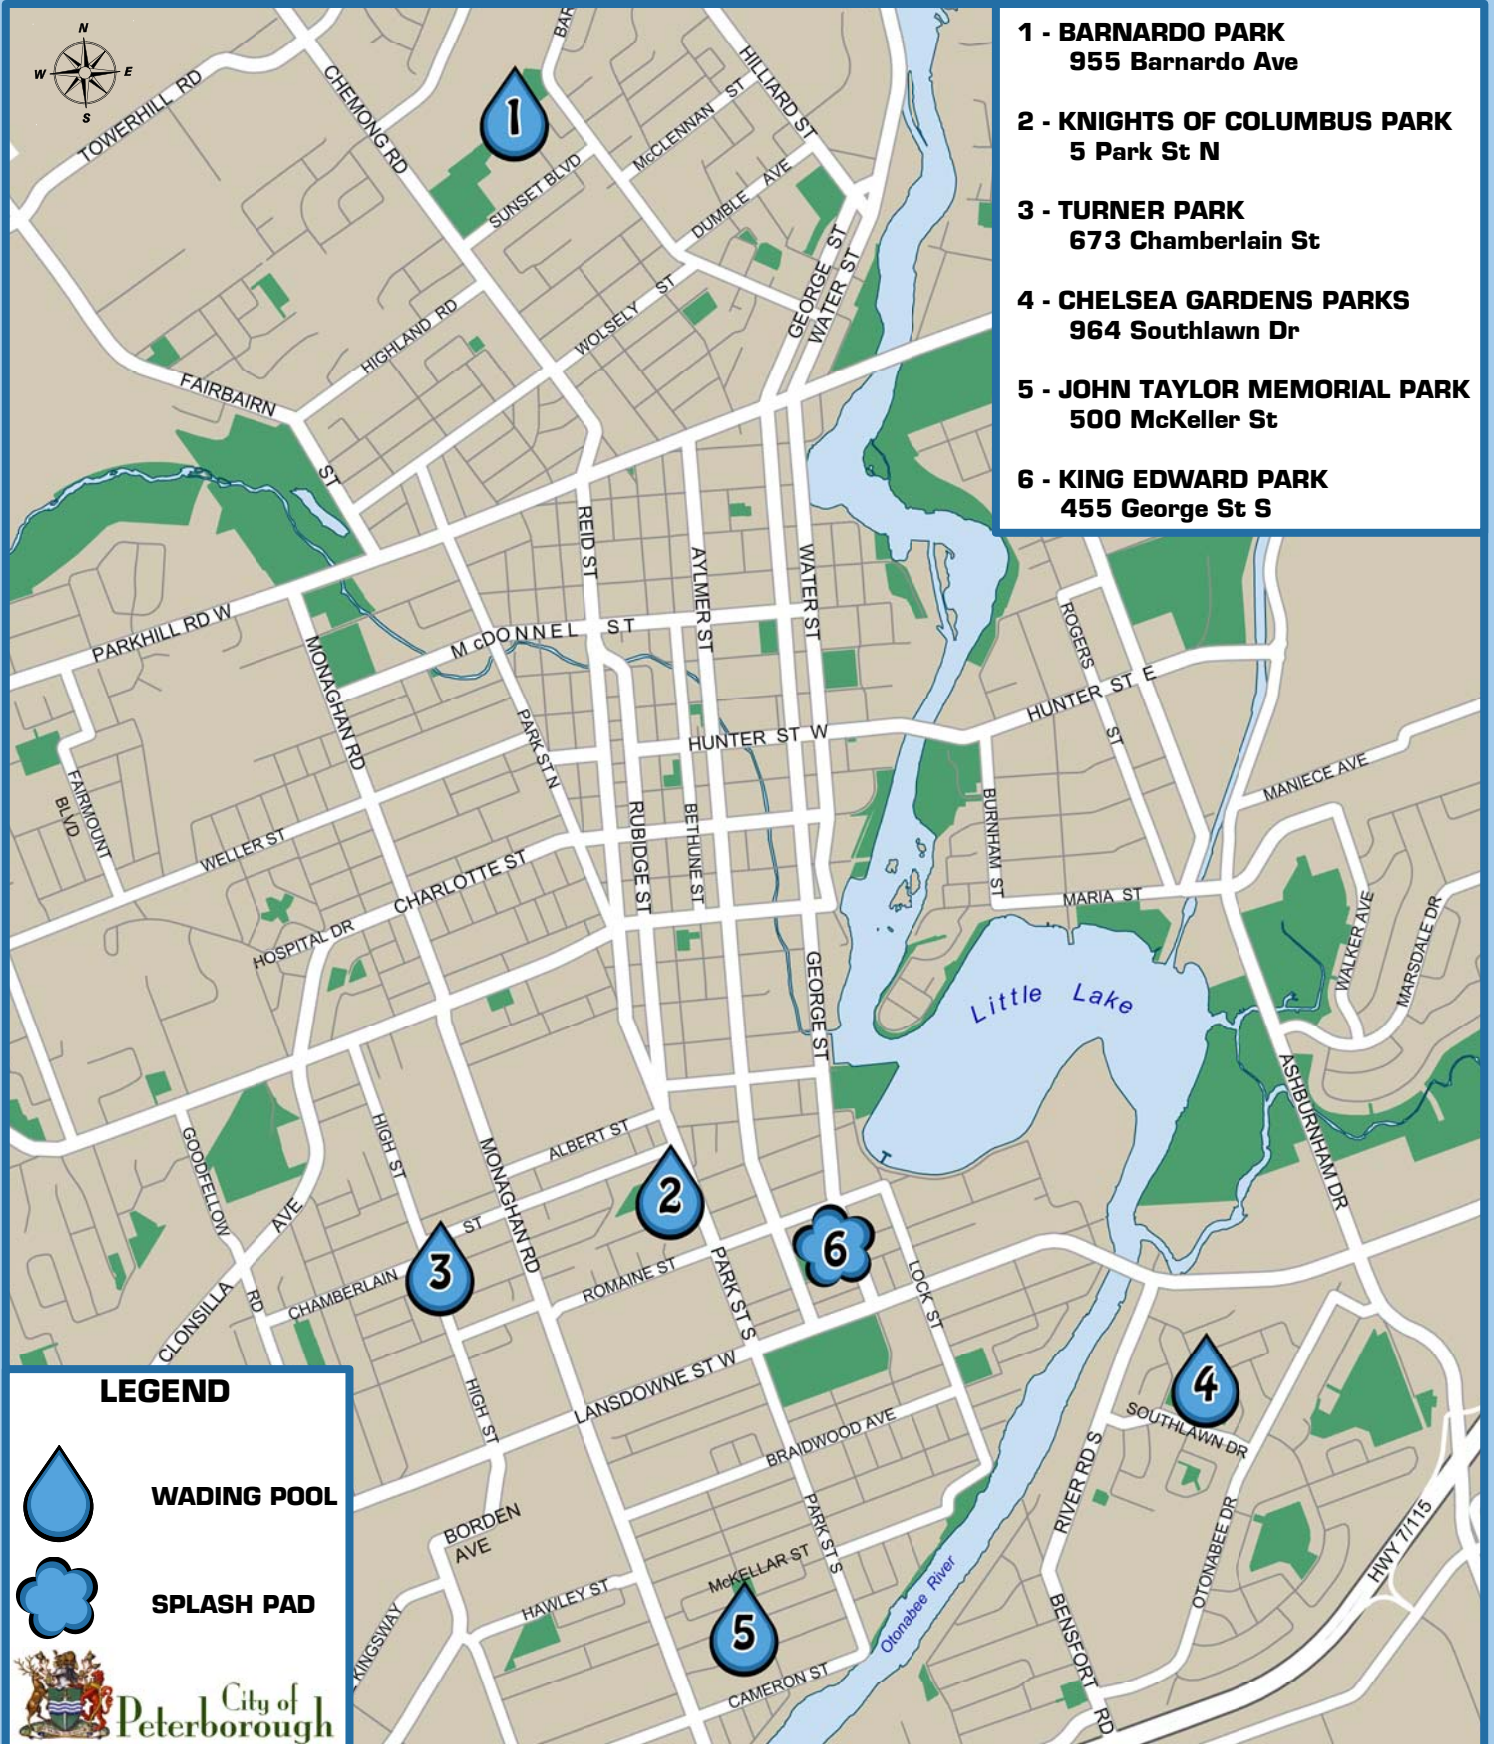 N
W
E
S
1 - BARNARDO PARK
955 Barnardo Ave
2 - KNIGHTS OF COLUMBUS PARK
5 Park St N
3 - TURNER PARK
673 Chamberlain St
4 - CHELSEA GARDENS PARKS
964 Southlawn Dr
5 - JOHN TAYLOR MEMORIAL PARK
500 McKeller St
6 - KING EDWARD PARK
455 George St S
BAR
TOWERHILL RD
CHEMONG RD
HILLIARD ST
1
McCLENNAN ST
SUNSET BLVD
DUMBLE AVE
GEORGE ST
WATER ST
WOLSELY ST
HIGHLAND RD
FAIRBAIRN
ST
REID ST
AYLMER ST
WATER ST
PARKHILL RD W
McDONNEL ST
MONAGHAN RD
ROGERS
ST
HUNTER ST E
PARK ST N
HUNTER ST W
FAIRMOUNT
BLVD
MANIECE AVE
WELLER ST
RUBIDGE ST
BETHUNE ST
BURNHAM ST
CHARLOTTE ST
MARIA ST
HOSPITAL DR
WALKER AVE
MARSDALE DR
GEORGE ST
Little Lake
ASHBURNHAM DR
GOODFELLOW
RD
HIGH ST
MONAGHAN RD
ALBERT ST
2
CLONSILLA AVE
CHAMBERLAIN ST
3
6
ROMAINE ST
PARK ST S
LOCK ST
LANSDOWNE ST W
4
SOUTHLAWN DR
HIGH ST
BRAIDWOOD AVE
RIVER RD S
PARK ST S
OTONABEE DR
HWY 7/115
BORDEN
AVE
McKELLAR ST
HAWLEY ST
5
Otonabee River
KINGSWAY
CAMERON ST
BENSFORT
RD
LEGEND
WADING POOL
SPLASH PAD
City of
Peterborough